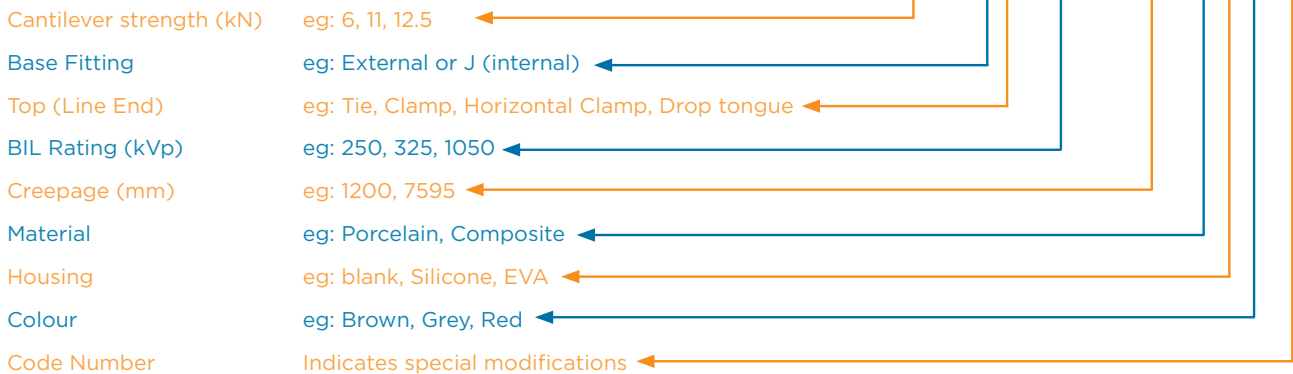 Cantilever strength (kN) eg: 6, 11, 12.5
Base Fitting eg: External or J (internal)
Top (Line End) eg: Tie, Clamp, Horizontal Clamp, Drop tongue
BIL Rating (kVp) eg: 250, 325, 1050
Creepage (mm) eg: 1200, 7595
Material eg: Porcelain, Composite
Housing eg: blank, Silicone, EVA
Colour eg: Brown, Grey, Red
Code Number Indicates special modifications